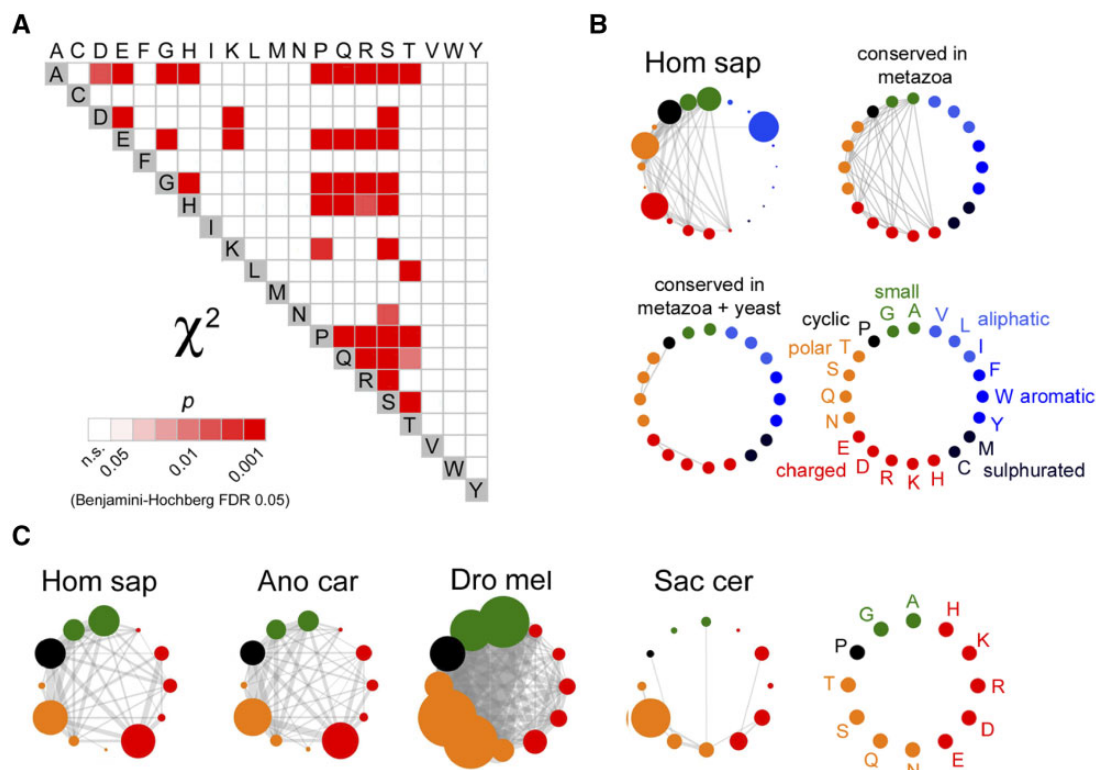 A
A C D E F G H I K L M N P Q R S T V W Y
A
C
D
E
F
G
H
I
K
L
M
N
P
Q
R
S
T
V
W
Y
χ²
p
n.s.
0.05
0.01
0.001
(Benjamini-Hochberg FDR 0.05)
B
Hom sap
conserved in
metazoa
conserved in
metazoa + yeast
small
G A V
cyclic P L aliphatic
polar T I
S F
Q W aromatic
N Y
E M
charged D C sulphurated
R K H
C
Hom sap
Ano car
Dro mel
Sac cer
G A H
P K
T R
S D
Q N E